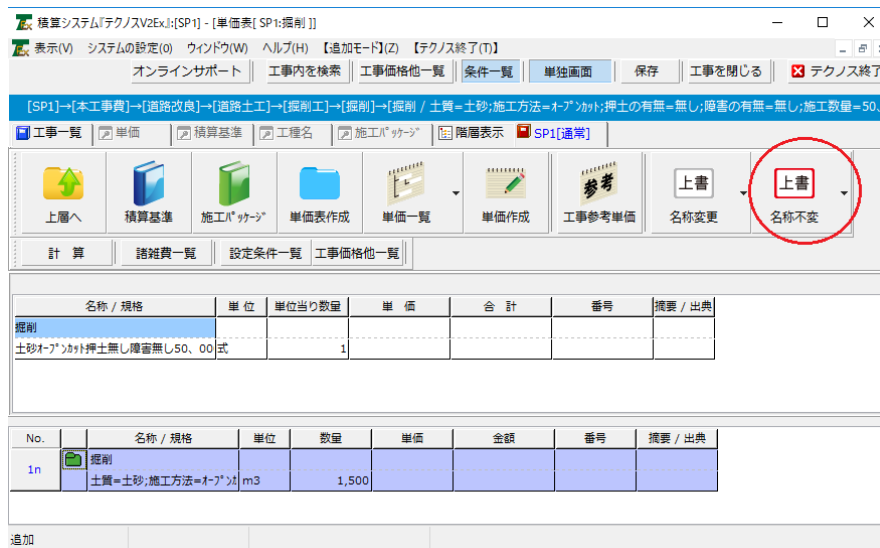 積算システム『テクノスV2Ex.』:[SP1] - [単価表[ SP1:掘削 ]]
表示(V) システムの設定(O) ウィンドウ(W) ヘルプ(H) 【追加モード】(Z) 【テクノス終了(T)】
オンラインサポート 工事内を検索 工事価格他一覧 条件一覧 単独画面 保存 工事を閉じる テクノス終了
[SP1]→[本工事費]→[道路改良]→[道路土工]→[掘削工]→[掘削]→[掘削 / 土質=土砂;施工方法=オープンカット;押土の有無=無し;障害の有無=無し;施工数量=50、
工事一覧 単価 積算基準 工種名 施工パッケージ 階層表示 SP1[通常]
上書 上書
参考
上層へ 積算基準 施工パッケージ 単価表作成 単価一覧 単価作成 工事参考単価 名称変更 名称不変
計 算 諸雑費一覧 設定条件一覧 工事価格他一覧
名称 / 規格 単 位 単位当り数量 単 価 合 計 番号 摘要 / 出典
掘削
土砂オープンカット押土無し障害無し50、00 式 1
No. 名称 / 規格 単位 数量 単価 金額 番号 摘要 / 出典
1n 掘削
土質=土砂;施工方法=オープンカ m3 1,500
追加